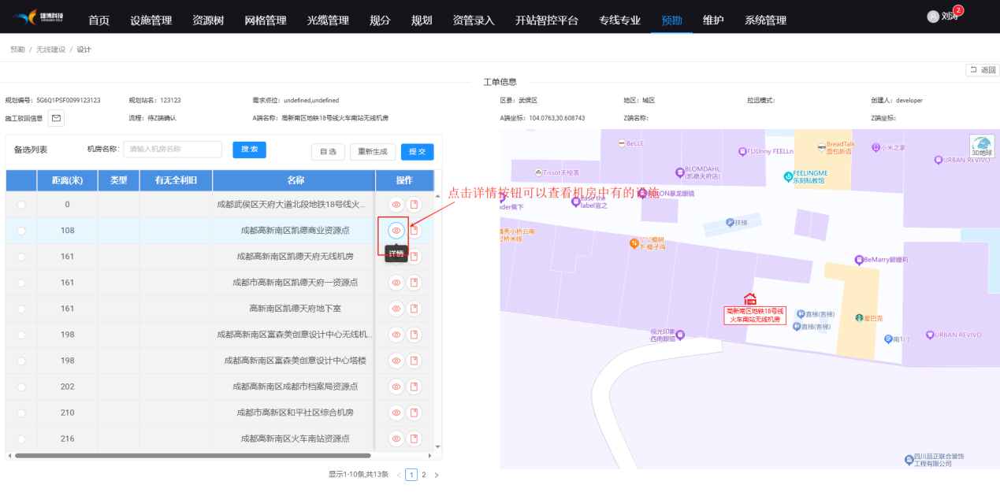 首页 设施管理 资源树 网格管理 光缆管理 规分 规划 资管录入 开站智控平台 专线专业 预勘 维护 系统管理 刘涛 2
预勘 / 无线建设 / 设计
返回
工单信息
规划编号: 5G6Q1PSF0099123123 规划站名: 123123 需求点位: undefined,undefined 区县: 武侯区 地区: 城区 拉远模式: 创建人: developer
施工驳回信息 流程: 待Z端确认 A端名称: 高新南区地铁18号线火车南站无线机房 A端坐标: 104.0763,30.608743 Z端名称: Z端坐标:
备选列表 机房名称: 请输入机房名称 搜索 自选 重新生成 提交
距离(米) 类型 有无全利旧 名称 操作
0 成都武侯区天府大道北段地铁18号线火...
108 成都高新南区凯德商业资源点
详情
161 成都高新南区凯德天府无线机房
161 成都市高新南区凯德天府一资源点
161 高新南区凯德天府地下室
198 成都高新南区富森美创意设计中心无线机...
198 成都高新南区富森美创意设计中心塔楼
202 成都高新南区成都市档案局资源点
210 成都市高新区和平社区综合机房
216 成都高新南区火车南站资源点
显示1-10条,共13条 < 1 2 >
点击详情按钮可以查看机房中有的设施
BeLLE
FUUnny FEELLn
BreadTalk
面包新语
小米之家
3D地球
URBAN REVIVO
Tissot天梭表
BLOMDAHL
(凯德天府店)
FEELINGME
乐刻私教馆
label宜之
扶梯
椰子鸡
BeMarry碧嫚莉
高新南区地铁18号线
火车南站无线机房
直梯(客梯)
直梯(客梯)
星巴克
视光印象
·西南眼镜
南1门
URBAN REVIVO
四川品正联合装饰
工程有限公司